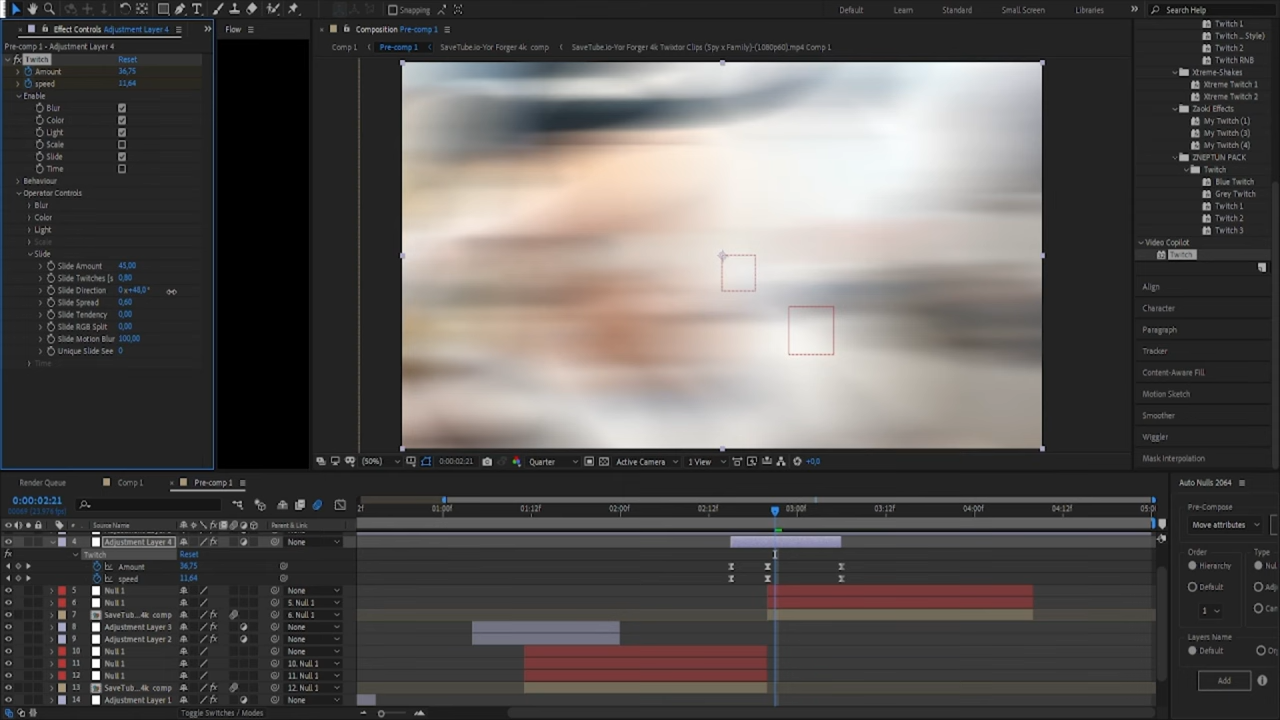 Snapping
Default
Learn
Standard
Small Screen
Libraries
Search Help
Effect Controls Adjustment Layer 4
Flow
Composition Pre-comp 1
Pre-comp 1 - Adjustment Layer 4
Comp 1
Pre-comp 1
SaveTube.io-Yor Forger 4k comp
SaveTube.io-Yor Forger 4k Twixtor Clips (Spy x Family)-(1080p60).mp4 Comp 1
fx Twitch Reset
Amount 36,75
speed 11,64
Enable
Blur
Color
Light
Scale
Slide
Time
Behaviour
Operator Controls
Blur
Color
Light
Scale
Slide
Slide Amount 45,00
Slide Twitches [s 0,80
Slide Direction 0x+48,0°
Slide Spread 0,60
Slide Tendency 0,00
Slide RGB Split 0,00
Slide Motion Blur 100,00
Unique Slide See 0
Time
Twitch 1
Twitch... Style)
Twitch 2
Twitch RNB
Xtreme-Shakes
Xtreme Twitch 1
Xtreme Twitch 2
Zaoki Effects
My Twitch (1)
My Twitch (3)
My Twitch (4)
ZNEPTUN PACK
Twitch
Blue Twitch
Grey Twitch
Twitch 1
Twitch 2
Twitch 3
Video Copilot
Twitch
Align
Character
Paragraph
Tracker
Content-Aware Fill
Motion Sketch
Smoother
Wiggler
Mask Interpolation
(50%)
0:00:02:21
Quarter
Active Camera
1 View
+0,0
Render Queue
Comp 1
Pre-comp 1
0:00:02:21
# Source Name
Parent & Link
01:00f
01:12f
02:00f
02:12f
03:00f
03:12f
04:00f
04:12f
4 Adjustment Layer 4 None
fx Twitch Reset
Amount 36,75
speed 11,64
5 Null 1 None
6 Null 1 5. Null 1
7 SaveTub...4k comp fx 6. Null 1
8 Adjustment Layer 3 fx None
9 Adjustment Layer 2 fx None
10 Null 1 None
11 Null 1 10. Null 1
12 Null 1 11. Null 1
13 SaveTub...4k comp fx 12. Null 1
14 Adjustment Layer 1 fx None
Toggle Switches / Modes
Auto Nulls 2064
Pre-Compose
Move attributes
Order
Type
Hierarchy
Default
1
Layers Name
Default
Add